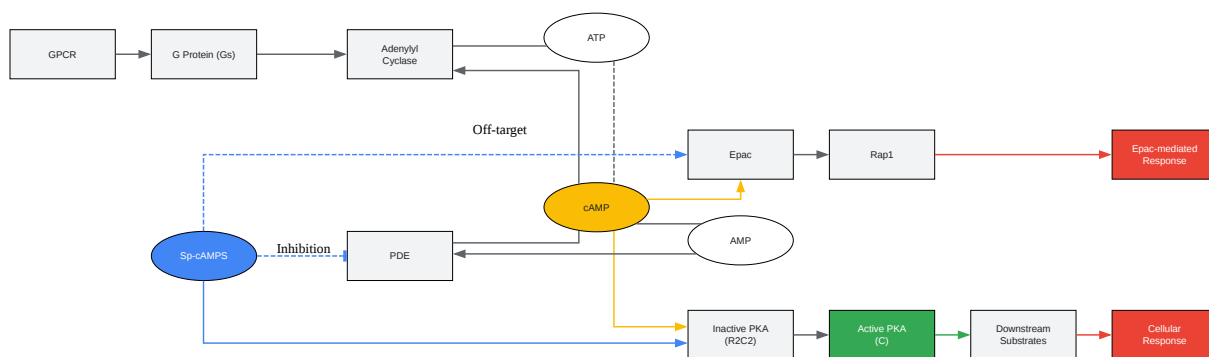 GPCR
G Protein (Gs)
Adenylyl
Cyclase
ATP
Off-target
Epac
Rap1
Epac-mediated
Response
cAMP
Sp-cAMPS
Inhibition
PDE
AMP
Inactive PKA
(R2C2)
Active PKA
(C)
Downstream
Substrates
Cellular
Response